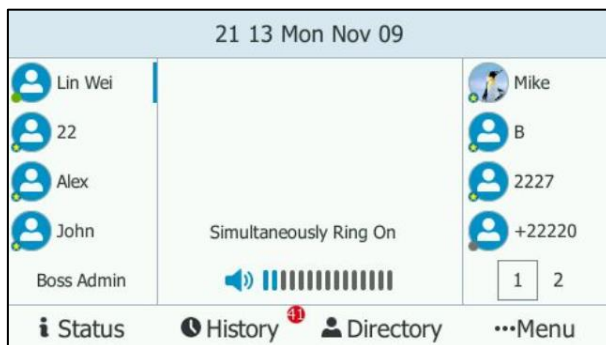 21 13 Mon Nov 09
Lin Wei
Mike
22
B
Alex
2227
John
Simultaneously Ring On
+22220
Boss Admin
1 2
Status
History 41
Directory
Menu